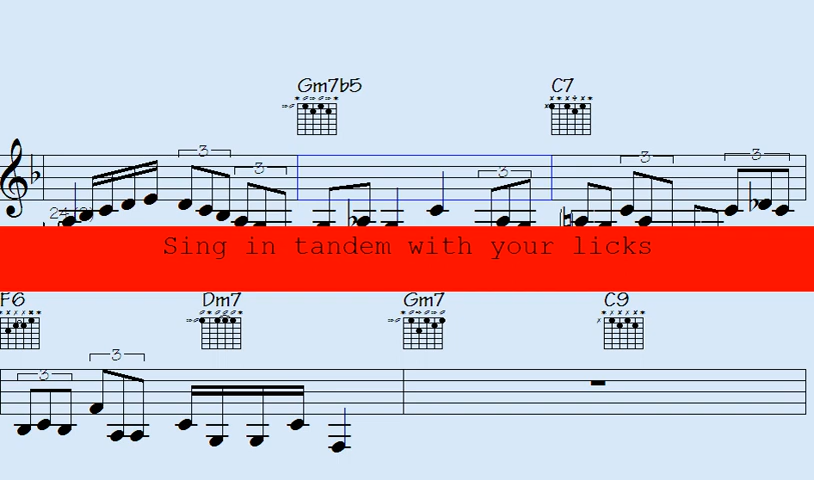 Gm7b5 C7
3 3 3 3 3
Sing in tandem with your licks
F6 Dm7 Gm7 C9
3 3